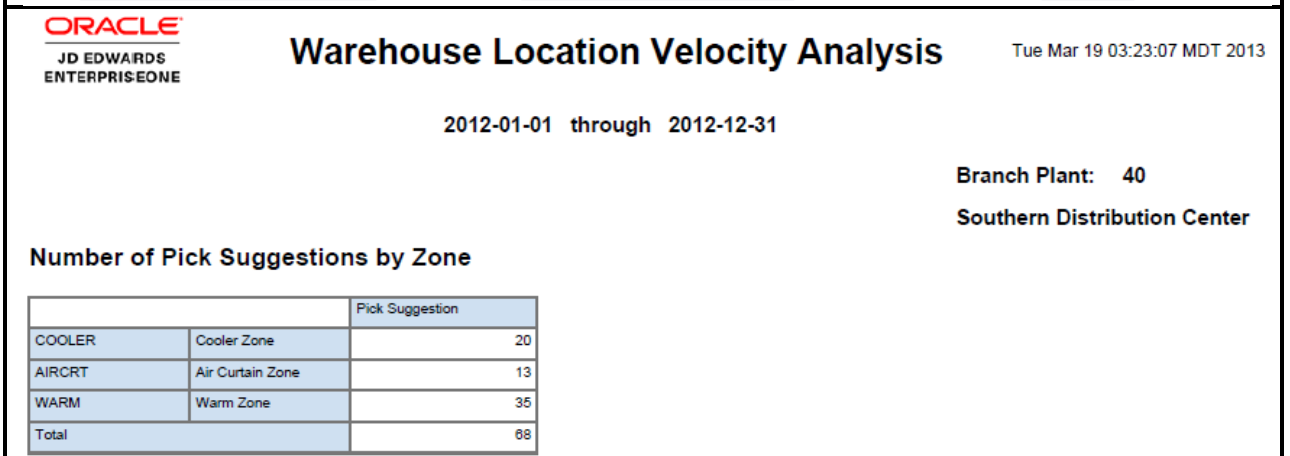 ORACLE
JD EDWARDS
ENTERPRISEONE
Warehouse Location Velocity Analysis
Tue Mar 19 03:23:07 MDT 2013
2012-01-01 through 2012-12-31
Branch Plant: 40
Southern Distribution Center
Number of Pick Suggestions by Zone
Pick Suggestion
COOLER Cooler Zone 20
AIRCRT Air Curtain Zone 13
WARM Warm Zone 35
Total 68